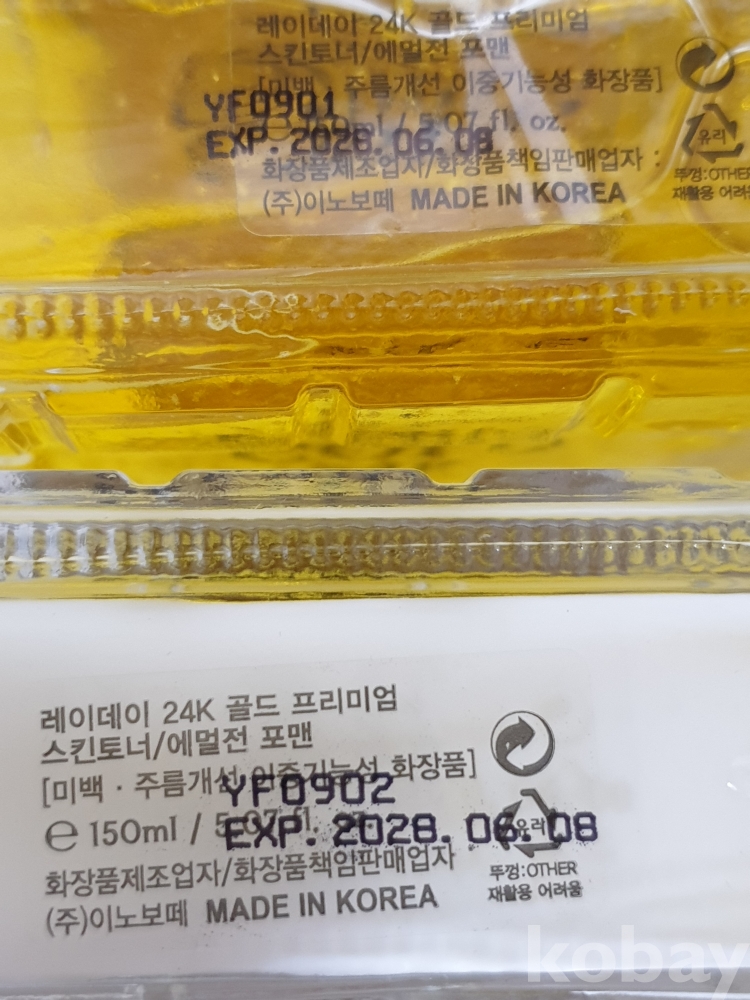 레이데이 24K 골드 프리미엄
스킨토너/에멀전 포맨
[미백 · 주름개선 이중기능성 화장품]
YF0901
150ml / 5.07 fl. oz.
EXP. 2028.06.08
화장품제조업자/화장품책임판매업자 :
(주)이노보떼 MADE IN KOREA
유리
뚜껑:OTHER
재활용 어려움
레이데이 24K 골드 프리미엄
스킨토너/에멀전 포맨
[미백 · 주름개선 이중기능성 화장품]
YF0902
e 150ml / 5.07 fl.
EXP. 2028.06.08
화장품제조업자/화장품책임판매업자
(주)이노보떼 MADE IN KOREA
유리
뚜껑:OTHER
재활용 어려움
kobay